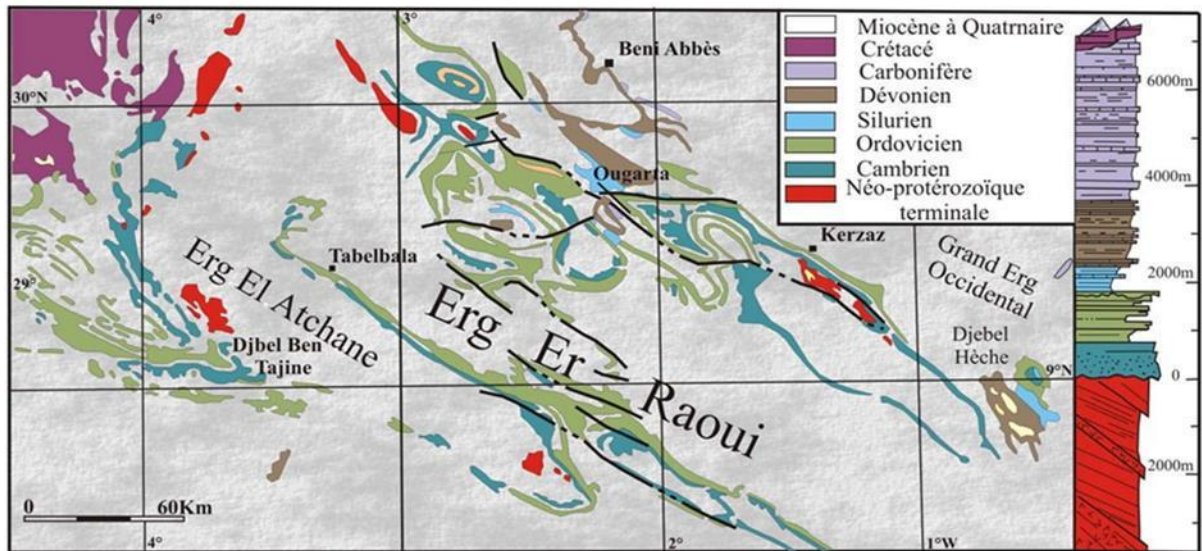 4°
3°
Beni Abbès
30°N
Ougarta
Kerzaz
Tabelbala
Grand Erg
Occidental
29°
Erg El Atchane
Erg Er Raoui
Djbel Ben
Tajine
Djebel
Hèche
9°N
0 60Km
4°
2°
1°W
Miocène à Quatrnaire
Crétacé
Carbonifère
Dévonien
Silurien
Ordovicien
Cambrien
Néo-protérozoïque
terminale
6000m
4000m
2000m
0
2000m